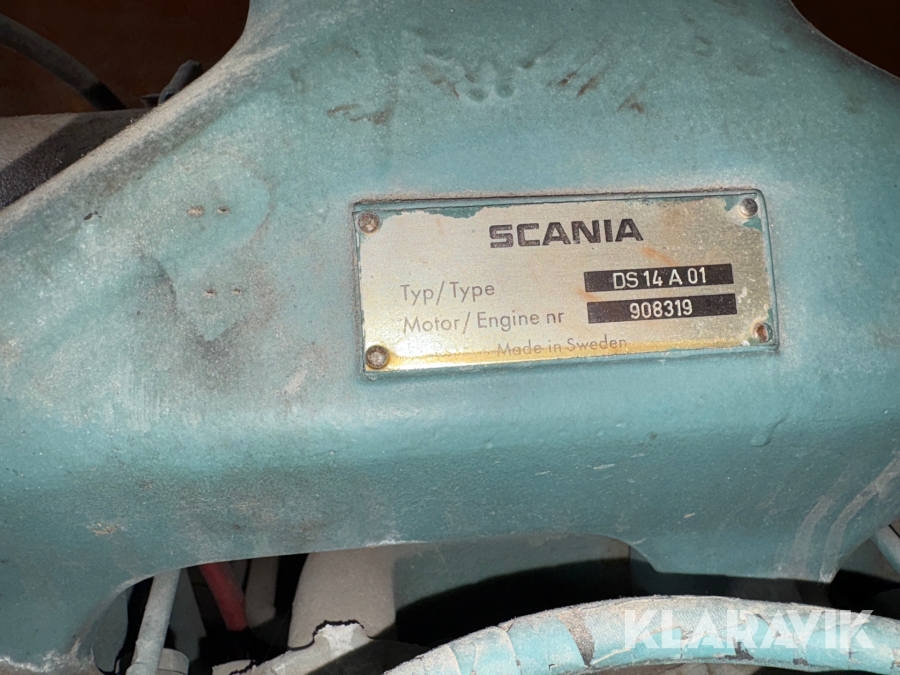 SCANIA
Typ/Type DS 14 A 01
Motor/Engine nr 908319
Made in Sweden
KLARAVIK